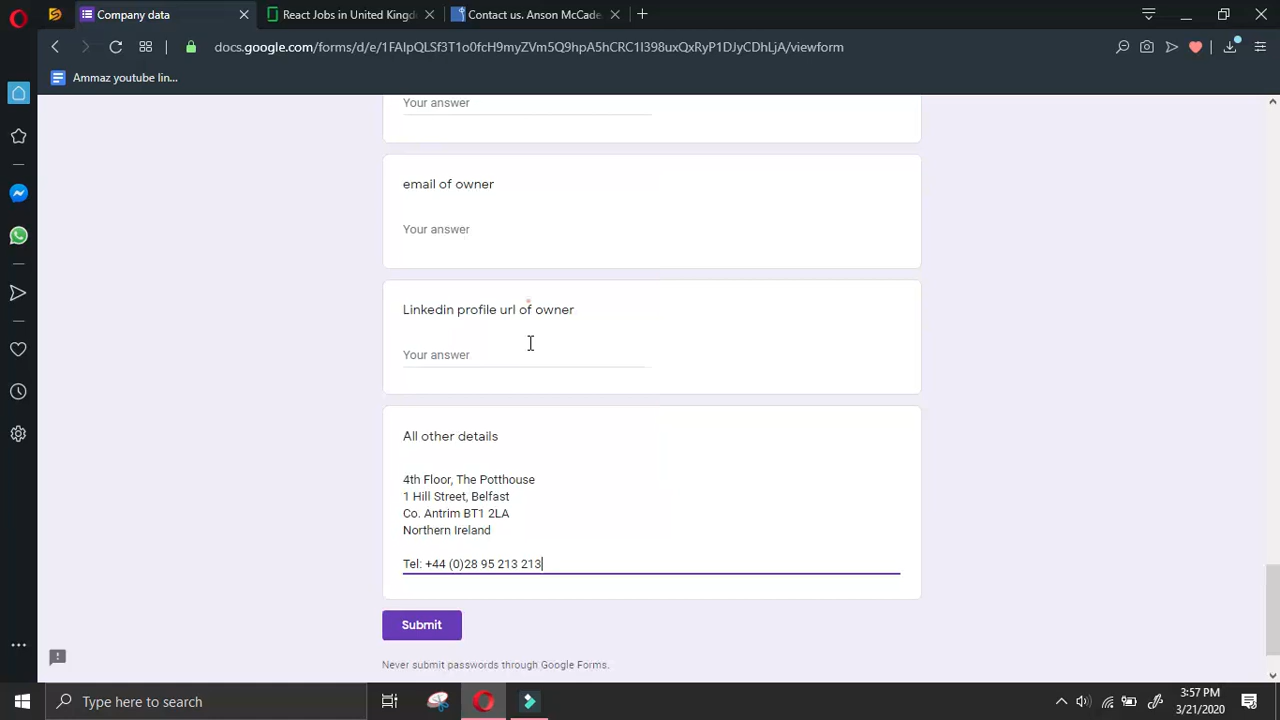 Company data
React Jobs in United Kingd
Contact us. Anson McCade.
docs.google.com/forms/d/e/1FAIpQLSf3T1o0fcH9myZVm5Q9hpA5hCRC1I398uxQxRyP1DJyCDhLjA/viewform
Ammaz youtube lin...
Your answer
email of owner
Your answer
Linkedin profile url of owner
Your answer
All other details
4th Floor, The Potthouse
1 Hill Street, Belfast
Co. Antrim BT1 2LA
Northern Ireland
Tel: +44 (0)28 95 213 213
Submit
Never submit passwords through Google Forms.
Type here to search
3:57 PM
3/21/2020